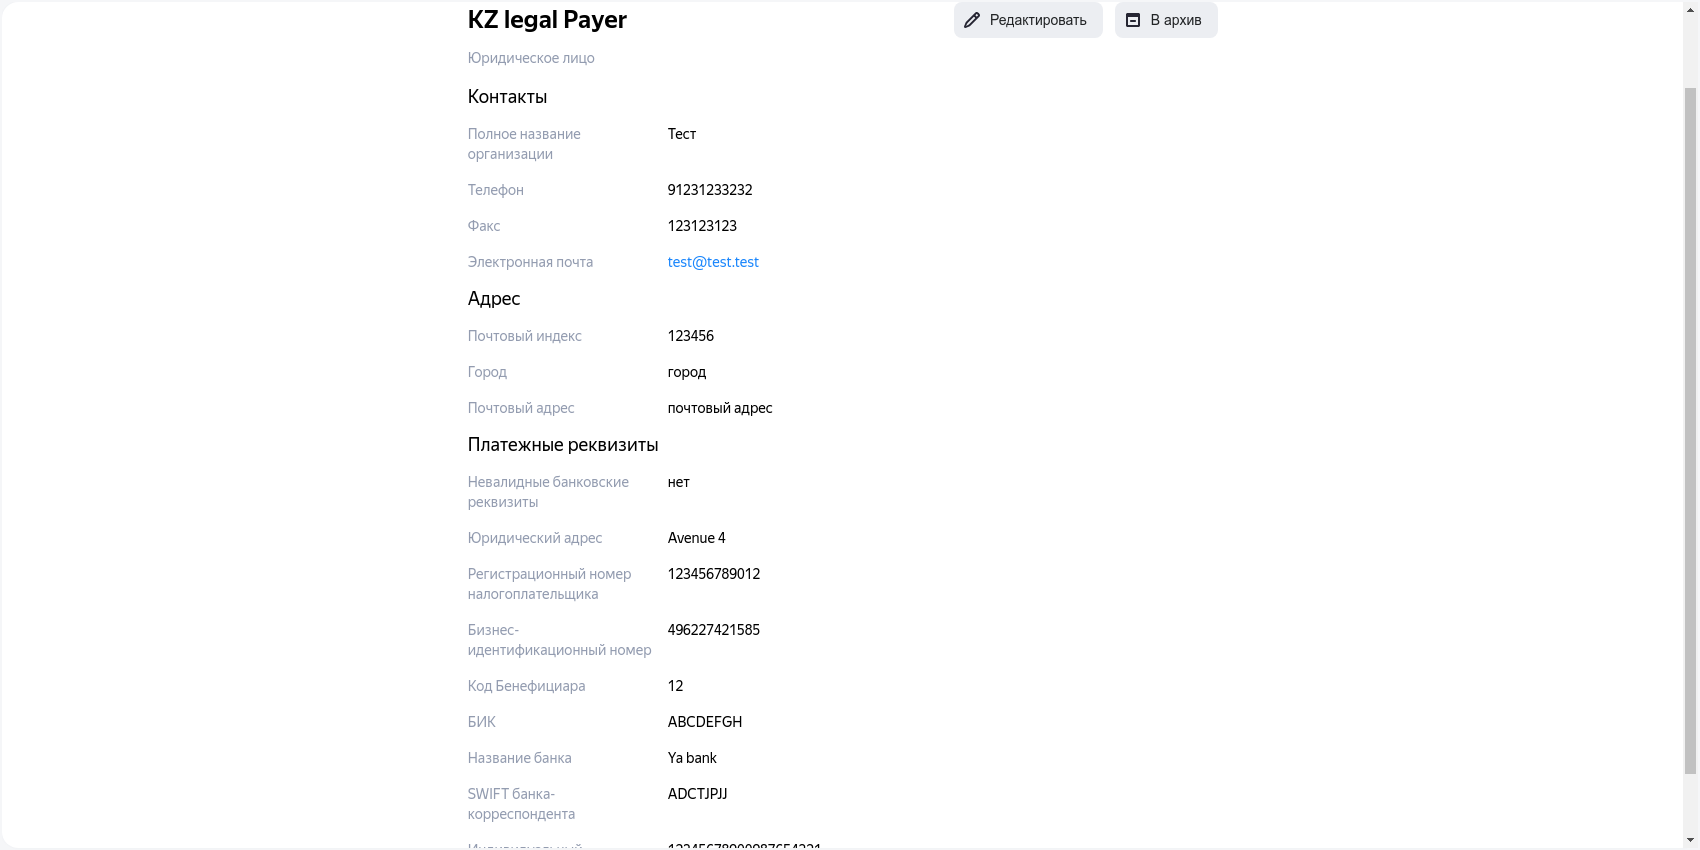 KZ legal Payer
Редактировать
В архив
Юридическое лицо
Контакты
Полное название
организации
Тест
Телефон
91231233232
Факс
123123123
Электронная почта
test@test.test
Адрес
Почтовый индекс
123456
Город
город
Почтовый адрес
почтовый адрес
Платежные реквизиты
Невалидные банковские
реквизиты
нет
Юридический адрес
Avenue 4
Регистрационный номер
налогоплательщика
123456789012
Бизнес-
идентификационный номер
496227421585
Код Бенефициара
12
БИК
ABCDEFGH
Название банка
Ya bank
SWIFT банка-
корреспондента
ADCTJPJJ
Индивидуальный